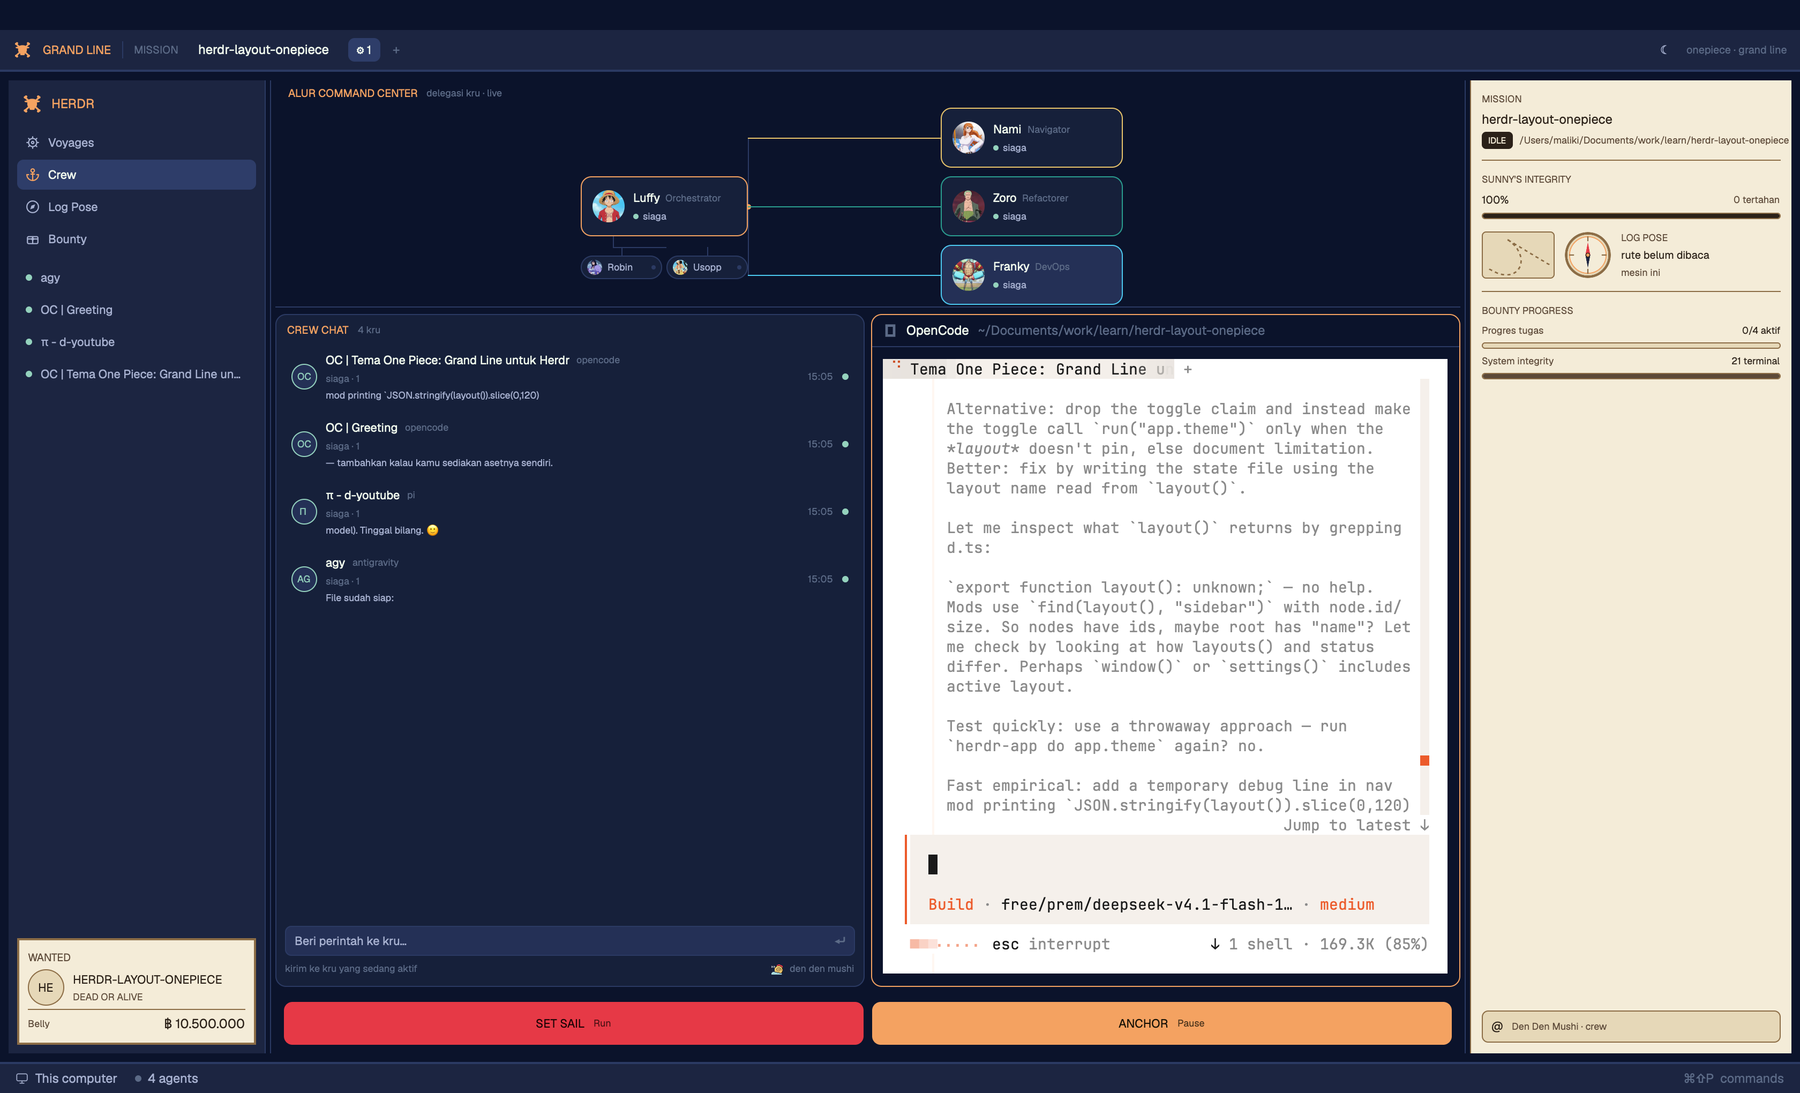 GRAND LINE
MISSION
herdr-layout-onepiece
1
+
onepiece · grand line
HERDR
Voyages
Crew
Log Pose
Bounty
agy
OC | Greeting
π - d-youtube
OC | Tema One Piece: Grand Line un...
WANTED
HE
HERDR-LAYOUT-ONEPIECE
DEAD OR ALIVE
Belly
฿ 10.500.000
ALUR COMMAND CENTER
delegasi kru · live
Luffy Orchestrator
siaga
Robin
Usopp
Nami Navigator
siaga
Zoro Refactorer
siaga
Franky DevOps
siaga
CREW CHAT 4 kru
OC
OC | Tema One Piece: Grand Line untuk Herdr opencode
siaga · 1
15:05
mod printing `JSON.stringify(layout()).slice(0,120)
OC
OC | Greeting opencode
siaga · 1
15:05
— tambahkan kalau kamu sediakan asetnya sendiri.
Π
π - d-youtube pi
siaga · 1
15:05
model). Tinggal bilang. 🙂
AG
agy antigravity
siaga · 1
15:05
File sudah siap:
Beri perintah ke kru...
kirim ke kru yang sedang aktif
den den mushi
SET SAIL Run
OpenCode ~/Documents/work/learn/herdr-layout-onepiece
Tema One Piece: Grand Line u +
Alternative: drop the toggle claim and instead make
the toggle call `run("app.theme")` only when the
*layout* doesn't pin, else document limitation.
Better: fix by writing the state file using the
layout name read from `layout()`.
Let me inspect what `layout()` returns by grepping
d.ts:
`export function layout(): unknown;` — no help.
Mods use `find(layout(), "sidebar")` with node.id/
size. So nodes have ids, maybe root has "name"? Let
me check by looking at how layouts() and status
differ. Perhaps `window()` or `settings()` includes
active layout.
Test quickly: use a throwaway approach — run
`herdr-app do app.theme` again? no.
Fast empirical: add a temporary debug line in nav
mod printing `JSON.stringify(layout()).slice(0,120)
Jump to latest ↓
Build · free/prem/deepseek-v4.1-flash-1… · medium
esc interrupt
↓ 1 shell · 169.3K (85%)
ANCHOR Pause
MISSION
herdr-layout-onepiece
IDLE /Users/maliki/Documents/work/learn/herdr-layout-onepiece
SUNNY'S INTEGRITY
100%
0 tertahan
LOG POSE
rute belum dibaca
mesin ini
BOUNTY PROGRESS
Progres tugas
0/4 aktif
System integrity
21 terminal
@ Den Den Mushi · crew
This computer
4 agents
⌘⇧P commands